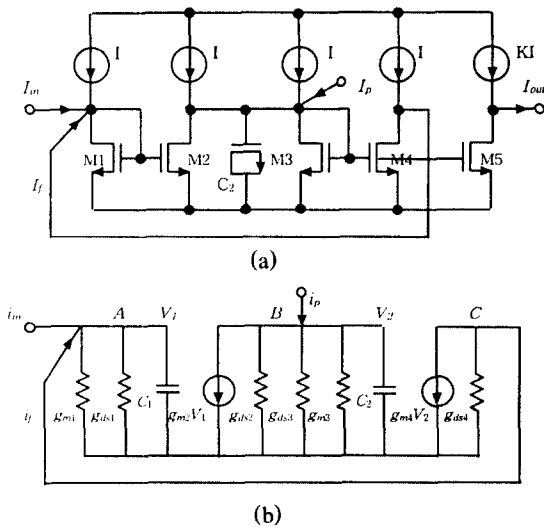 I I I I KI
I_in I_p I_out
M1 M2 M3 M4 M5
C_2
I_f
(a)
i_p
i_in A V_1 B V_2 C
i_f g_m1 g_ds1 C_1 g_m2V_1 g_ds2 g_ds3 g_m3 C_2 g_m4V_2 g_ds4
(b)